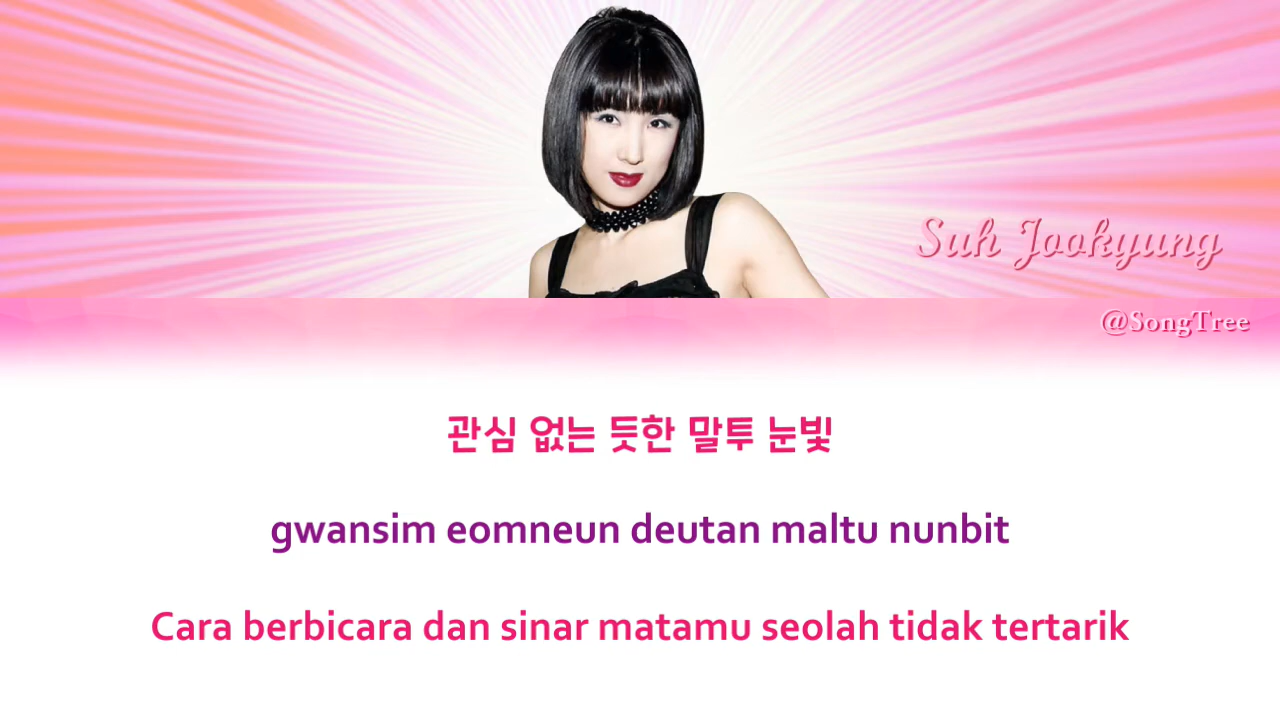 Suh Jookyung
@SongTree
관심 없는 듯한 말투 눈빛
gwansim eomneun deutan maltu nunbit
Cara berbicara dan sinar matamu seolah tidak tertarik